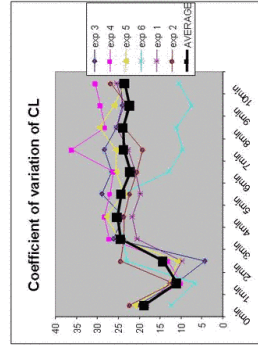 Coefficient of variation of CL
40
35
30
25
20
15
10
5
0
0min
1min
2min
3min
4min
5min
6min
7min
8min
9min
10min
exp 3
exp 4
exp 5
exp 6
exp 1
exp 2
AVERAGE